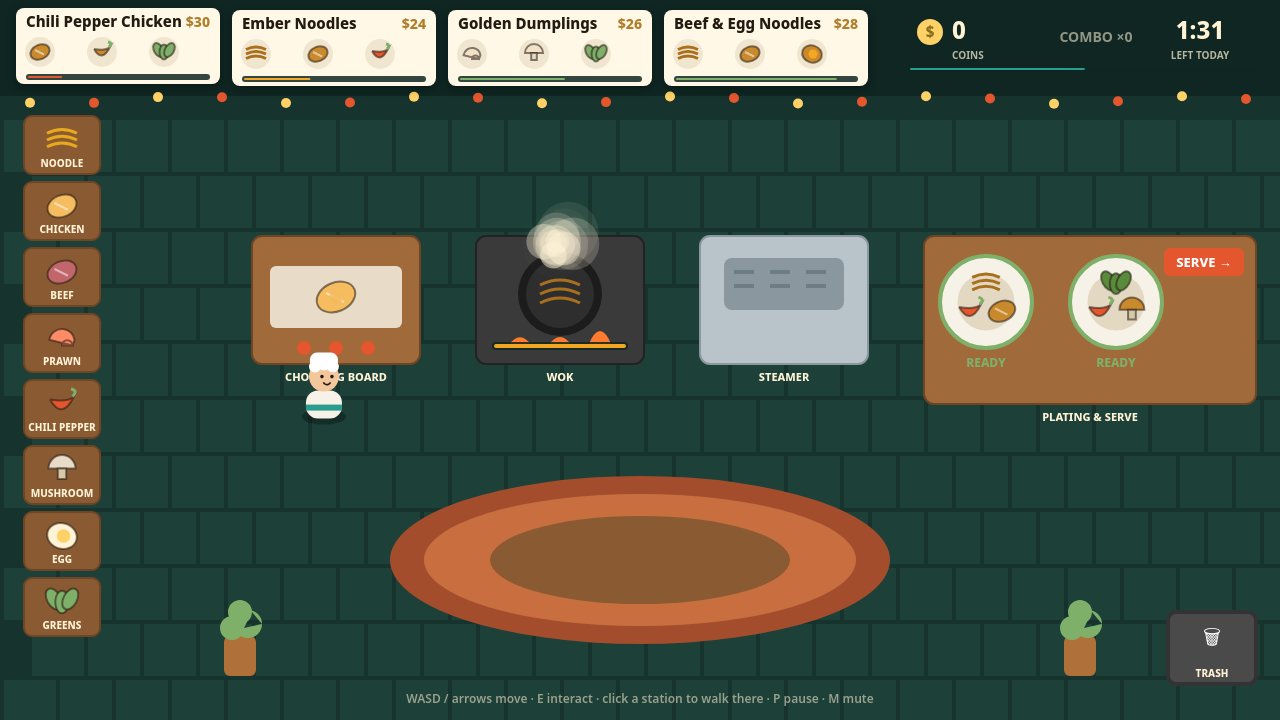 Chili Pepper Chicken $30
Ember Noodles $24
Golden Dumplings $26
Beef & Egg Noodles $28
$ 0
COINS
COMBO ×0
1:31
LEFT TODAY
NOODLE
CHICKEN
BEEF
PRAWN
CHILI PEPPER
MUSHROOM
EGG
GREENS
BOARD
WOK
STEAMER
SERVE →
READY
READY
PLATING & SERVE
TRASH
WASD / arrows move · E interact · click a station to walk there · P pause · M mute